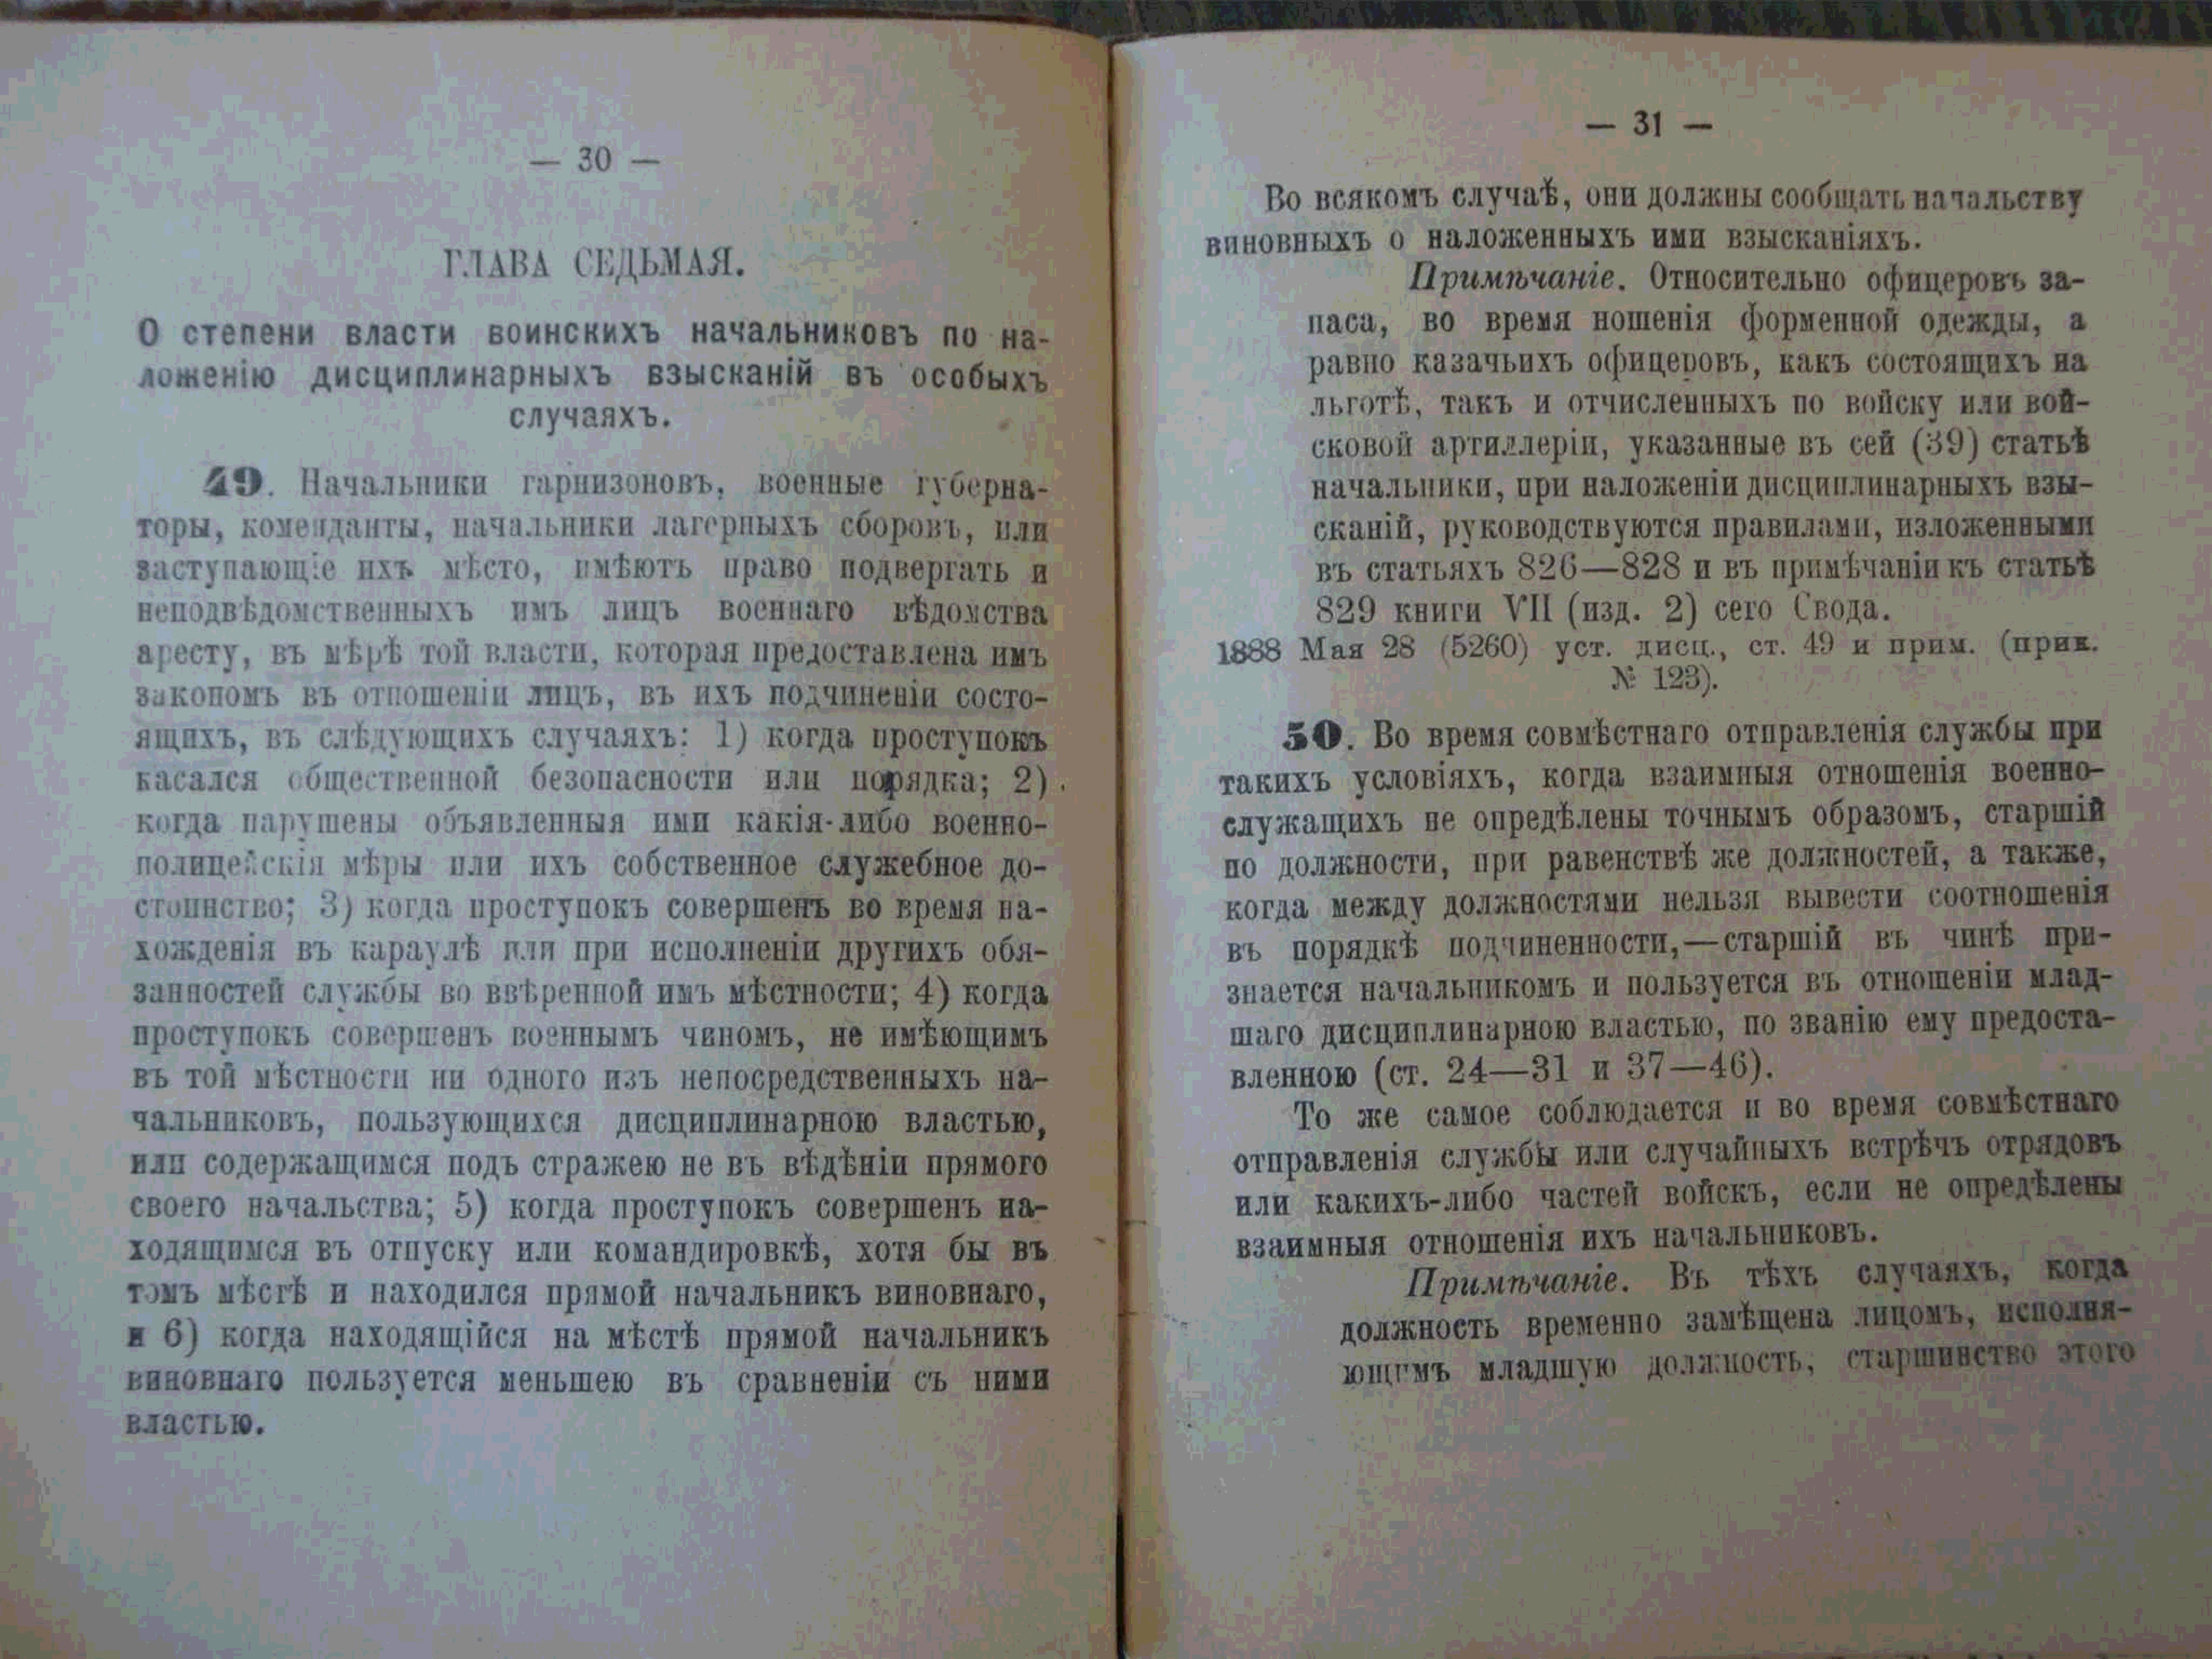 — 30 —
ГЛАВА СЕДЬМАЯ.
О степени власти воинскихъ начальниковъ по на-
ложенію дисциплинарныхъ взысканій въ особыхъ
случаяхъ.
49. Начальники гарнизоновъ, военные губерна-
торы, коменданты, начальники лагерныхъ сборовъ, или
заступающіе ихъ мѣсто, имѣютъ право подвергать и
неподвѣдомственныхъ имъ лицъ военнаго вѣдомства
аресту, въ мѣрѣ той власти, которая предоставлена имъ
закономъ въ отношеніи лицъ, въ ихъ подчиненіи состо-
ящихъ, въ слѣдующихъ случаяхъ: 1) когда проступокъ
касался общественной безопасности или порядка; 2)
когда нарушены объявленныя ими какія-либо военно-
полицейскія мѣры или ихъ собственное служебное до-
стоинство; 3) когда проступокъ совершенъ во время на-
хожденія въ караулѣ или при исполненіи другихъ обя-
занностей службы во ввѣренной имъ мѣстности; 4) когда
проступокъ совершенъ военнымъ чиномъ, не имѣющимъ
въ той мѣстности ни одного изъ непосредственныхъ на-
чальниковъ, пользующихся дисциплинарною властью,
или содержащимся подъ стражею не въ вѣдѣніи прямого
своего начальства; 5) когда проступокъ совершенъ на-
ходящимся въ отпуску или командировкѣ, хотя бы въ
томъ мѣстѣ и находился прямой начальникъ виновнаго,
и 6) когда находящійся на мѣстѣ прямой начальникъ
виновнаго пользуется меньшею въ сравненіи съ ними
властью.
— 31 —
Во всякомъ случаѣ, они должны сообщать начальству
виновныхъ о наложенныхъ ими взысканіяхъ.
Примѣчаніе. Относительно офицеровъ за-
паса, во время ношенія форменной одежды, а
равно казачьихъ офицеровъ, какъ состоящихъ на
льготѣ, такъ и отчисленныхъ по войску или вой-
сковой артиллеріи, указанные въ сей (39) статьѣ
начальники, при наложеніи дисциплинарныхъ взы-
сканій, руководствуются правилами, изложенными
въ статьяхъ 826—828 и въ примѣчаніи къ статьѣ
829 книги VII (изд. 2) сего Свода.
1888 Мая 28 (5260) уст. дисц., ст. 49 и прим. (прик.
№ 123).
50. Во время совмѣстнаго отправленія службы при
такихъ условіяхъ, когда взаимныя отношенія военно-
служащихъ не опредѣлены точнымъ образомъ, старшій
по должности, при равенствѣ же должностей, а также,
когда между должностями нельзя вывести соотношенія
въ порядкѣ подчиненности,—старшій въ чинѣ при-
знается начальникомъ и пользуется въ отношеніи млад-
шаго дисциплинарною властью, по званію ему предоста-
вленною (ст. 24—31 и 37—46).
То же самое соблюдается и во время совмѣстнаго
отправленія службы или случайныхъ встрѣчъ отрядовъ
или какихъ-либо частей войскъ, если не опредѣлены
взаимныя отношенія ихъ начальниковъ.
Примѣчаніе. Въ тѣхъ случаяхъ, когда
должность временно замѣщена лицомъ, исполня-
ющимъ младшую должность, старшинство этого